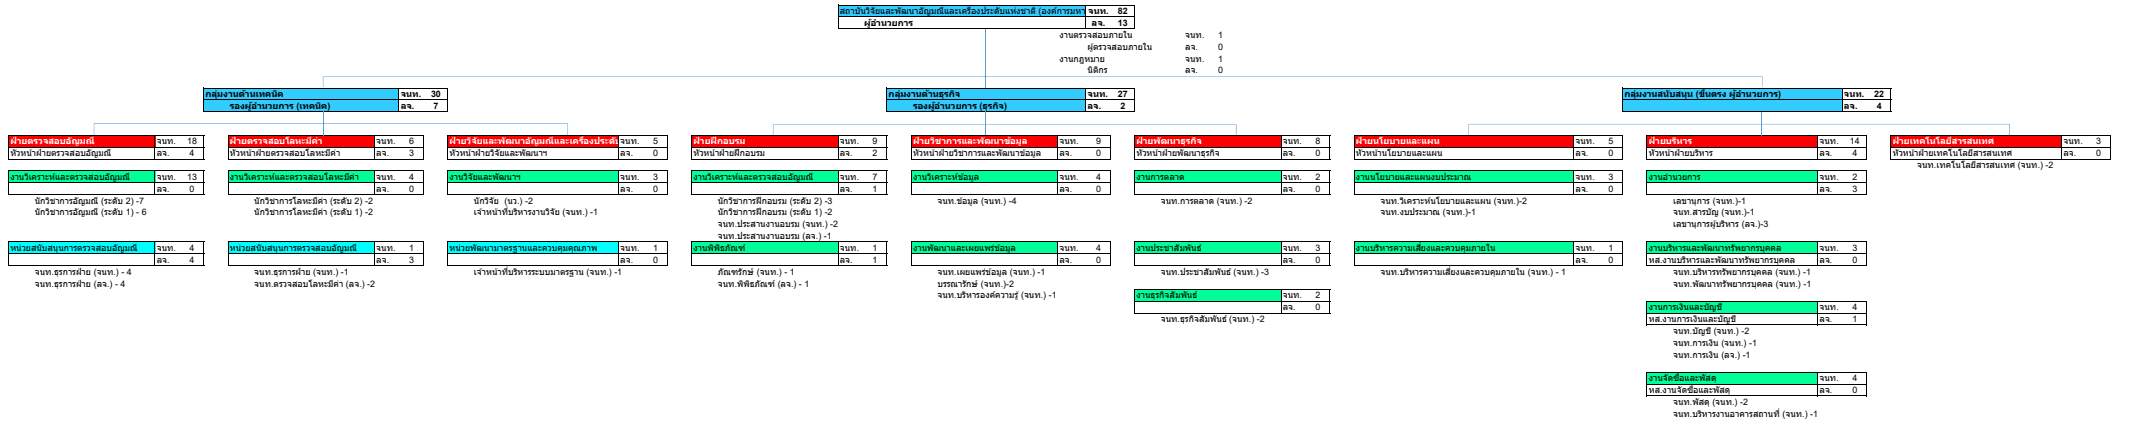 สถาบันวิจัยและพัฒนาอัญมณีและเครื่องประดับแห่งชาติ (องค์การมหา จนท. 82
ผู้อำนวยการ ลจ. 13
งานตรวจสอบภายใน จนท. 1
ผู้ตรวจสอบภายใน ลจ. 0
งานกฎหมาย จนท. 1
นิติกร ลจ. 0
กลุ่มงานด้านเทคนิค จนท. 30
รองผู้อำนวยการ (เทคนิค) ลจ. 7
กลุ่มงานด้านธุรกิจ จนท. 27
รองผู้อำนวยการ (ธุรกิจ) ลจ. 2
กลุ่มงานสนับสนุน (ขึ้นตรง ผู้อำนวยการ) จนท. 22
ลจ. 4
ฝ่ายตรวจสอบอัญมณี จนท. 18
หัวหน้าฝ่ายตรวจสอบอัญมณี ลจ. 4
งานวิเคราะห์และตรวจสอบอัญมณี จนท. 13
ลจ. 0
นักวิชาการอัญมณี (ระดับ 2) -7
นักวิชาการอัญมณี (ระดับ 1) - 6
หน่วยสนับสนุนการตรวจสอบอัญมณี จนท. 4
ลจ. 4
จนท.ธุรการฝ่าย (จนท.) - 4
จนท.ธุรการฝ่าย (ลจ.) - 4
ฝ่ายตรวจสอบโลหะมีค่า จนท. 6
หัวหน้าฝ่ายตรวจสอบโลหะมีค่า ลจ. 3
งานวิเคราะห์และตรวจสอบโลหะมีค่า จนท. 4
ลจ. 0
นักวิชาการโลหะมีค่า (ระดับ 2) -2
นักวิชาการโลหะมีค่า (ระดับ 1) -2
หน่วยสนับสนุนการตรวจสอบอัญมณี จนท. 1
ลจ. 3
จนท.ธุรการฝ่าย (จนท.) -1
จนท.ตรวจสอบโลหะมีค่า (ลจ.) -2
ฝ่ายวิจัยและพัฒนาอัญมณีและเครื่องประดั จนท. 5
หัวหน้าฝ่ายวิจัยและพัฒนาฯ ลจ. 0
งานวิจัยและพัฒนาฯ จนท. 3
ลจ. 0
นักวิจัย (นว.) -2
เจ้าหน้าที่บริหารงานวิจัย (จนท.) -1
หน่วยพัฒนามาตรฐานและควบคุมคุณภาพ จนท. 1
ลจ. 0
เจ้าหน้าที่บริหารระบบมาตรฐาน (จนท.) -1
ฝ่ายฝึกอบรม จนท. 9
หัวหน้าฝ่ายฝึกอบรม ลจ. 2
งานวิเคราะห์และตรวจสอบอัญมณี จนท. 7
ลจ. 1
นักวิชาการฝึกอบรม (ระดับ 2) -3
นักวิชาการฝึกอบรม (ระดับ 1) -2
จนท.ประสานงานอบรม (จนท.) -2
จนท.ประสานงานอบรม (ลจ.) -1
งานพิพิธภัณฑ์ จนท. 1
ลจ. 1
ภัณฑรักษ์ (จนท.) - 1
จนท.พิพิธภัณฑ์ (ลจ.) - 1
ฝ่ายวิชาการและพัฒนาข้อมูล จนท. 9
หัวหน้าฝ่ายวิชาการและพัฒนาข้อมูล ลจ. 0
งานวิเคราะห์ข้อมูล จนท. 4
ลจ. 0
จนท.ข้อมูล (จนท.) -4
งานพัฒนาและเผยแพร่ข้อมูล จนท. 4
ลจ. 0
จนท.เผยแพร่ข้อมูล (จนท.) -1
บรรณารักษ์ (จนท.)-2
จนท.บริหารองค์ความรู้ (จนท.) -1
ฝ่ายพัฒนาธุรกิจ จนท. 8
หัวหน้าฝ่ายพัฒนาธุรกิจ ลจ. 0
งานการตลาด จนท. 2
ลจ. 0
จนท.การตลาด (จนท.) -2
งานประชาสัมพันธ์ จนท. 3
ลจ. 0
จนท.ประชาสัมพันธ์ (จนท.) -3
งานธุรกิจสัมพันธ์ จนท. 2
ลจ. 0
จนท.ธุรกิจสัมพันธ์ (จนท.) -2
ฝ่ายนโยบายและแผน จนท. 5
หัวหน้านโยบายและแผน ลจ. 0
งานนโยบายและแผนงบประมาณ จนท. 3
ลจ. 0
จนท.วิเคราะห์นโยบายและแผน (จนท.)-2
จนท.งบประมาณ (จนท.)-1
งานบริหารความเสี่ยงและควบคุมภายใน จนท. 1
ลจ. 0
จนท.บริหารความเสี่ยงและควบคุมภายใน (จนท.) - 1
ฝ่ายบริหาร จนท. 14
หัวหน้าฝ่ายบริหาร ลจ. 4
งานอำนวยการ จนท. 2
ลจ. 3
เลขานุการ (จนท.)-1
จนท.สารบัญ (จนท.)-1
เลขานุการผู้บริหาร (ลจ.)-3
งานบริหารและพัฒนาทรัพยากรบุคคล จนท. 3
หส.งานบริหารและพัฒนาทรัพยากรบุคคล ลจ. 0
จนท.บริหารทรัพยากรบุคคล (จนท.) -1
จนท.พัฒนาทรัพยากรบุคคล (จนท.) -1
งานการเงินและบัญชี จนท. 4
หส.งานการเงินและบัญชี ลจ. 1
จนท.บัญชี (จนท.) -2
จนท.การเงิน (จนท.) -1
จนท.การเงิน (ลจ.) -1
งานจัดซื้อและพัสดุ จนท. 4
หส.งานจัดซื้อและพัสดุ ลจ. 0
จนท.พัสดุ (จนท.) -2
จนท.บริหารงานอาคารสถานที่ (จนท.) -1
ฝ่ายเทคโนโลยีสารสนเทศ จนท. 3
หัวหน้าฝ่ายเทคโนโลยีสารสนเทศ ลจ. 0
จนท.เทคโนโลยีสารสนเทศ (จนท.) -2